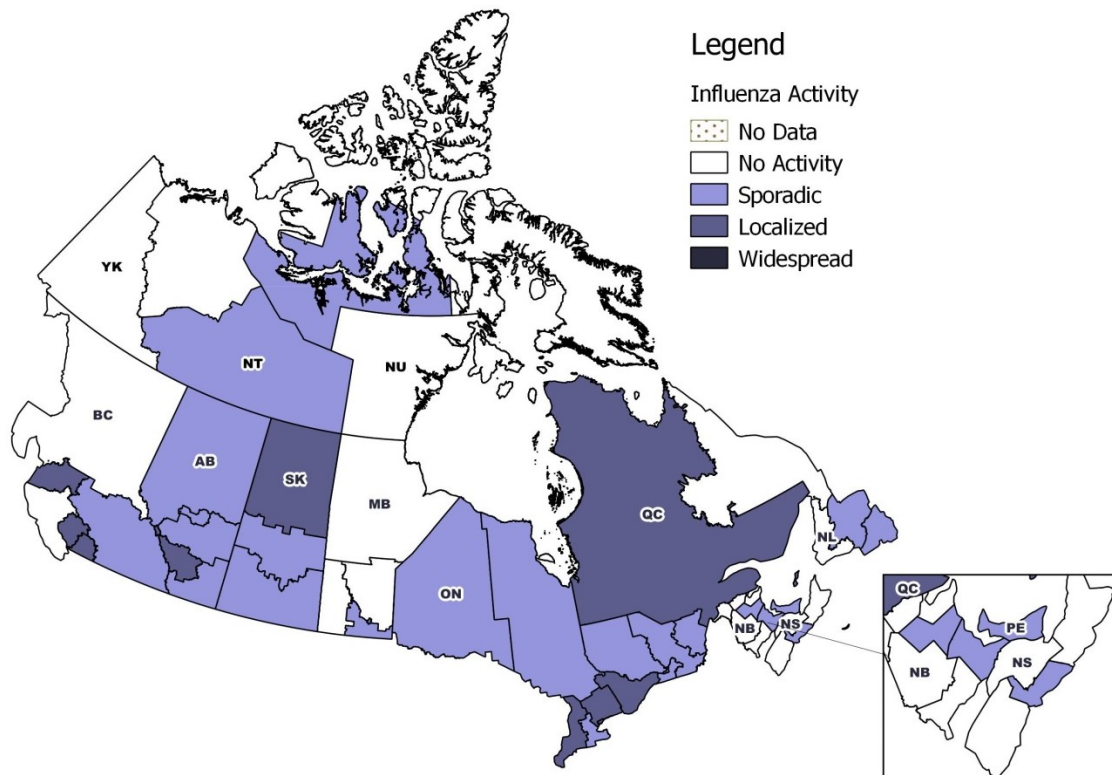 Legend
Influenza Activity
No Data
No Activity
Sporadic
Localized
Widespread
YK
NT
NU
BC
AB
SK
MB
QC
NL
ON
NB
NS
QC
PE
NB
NS